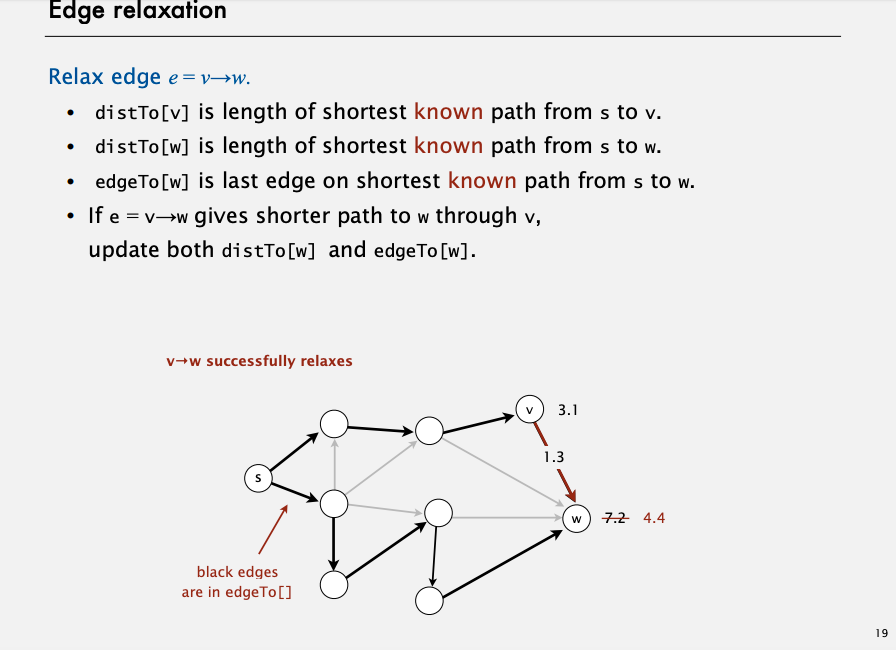 Edge relaxation
Relax edge e = v→w.
• distTo[v] is length of shortest known path from s to v.
• distTo[w] is length of shortest known path from s to w.
• edgeTo[w] is last edge on shortest known path from s to w.
• If e = v→w gives shorter path to w through v,
update both distTo[w] and edgeTo[w].
v→w successfully relaxes
v 3.1
1.3
s
w 7.2 4.4
black edges
are in edgeTo[]
19